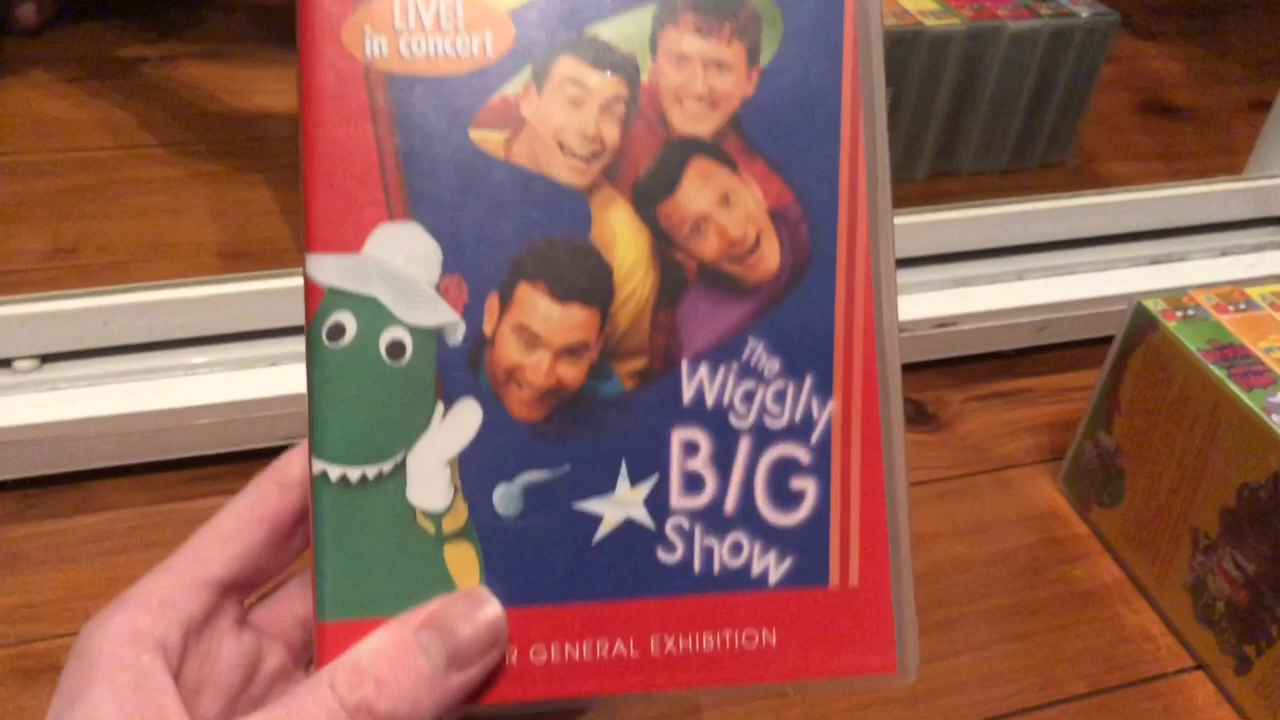 LIVE!
in concert
The
Wiggly
BIG
Show
R GENERAL EXHIBITION